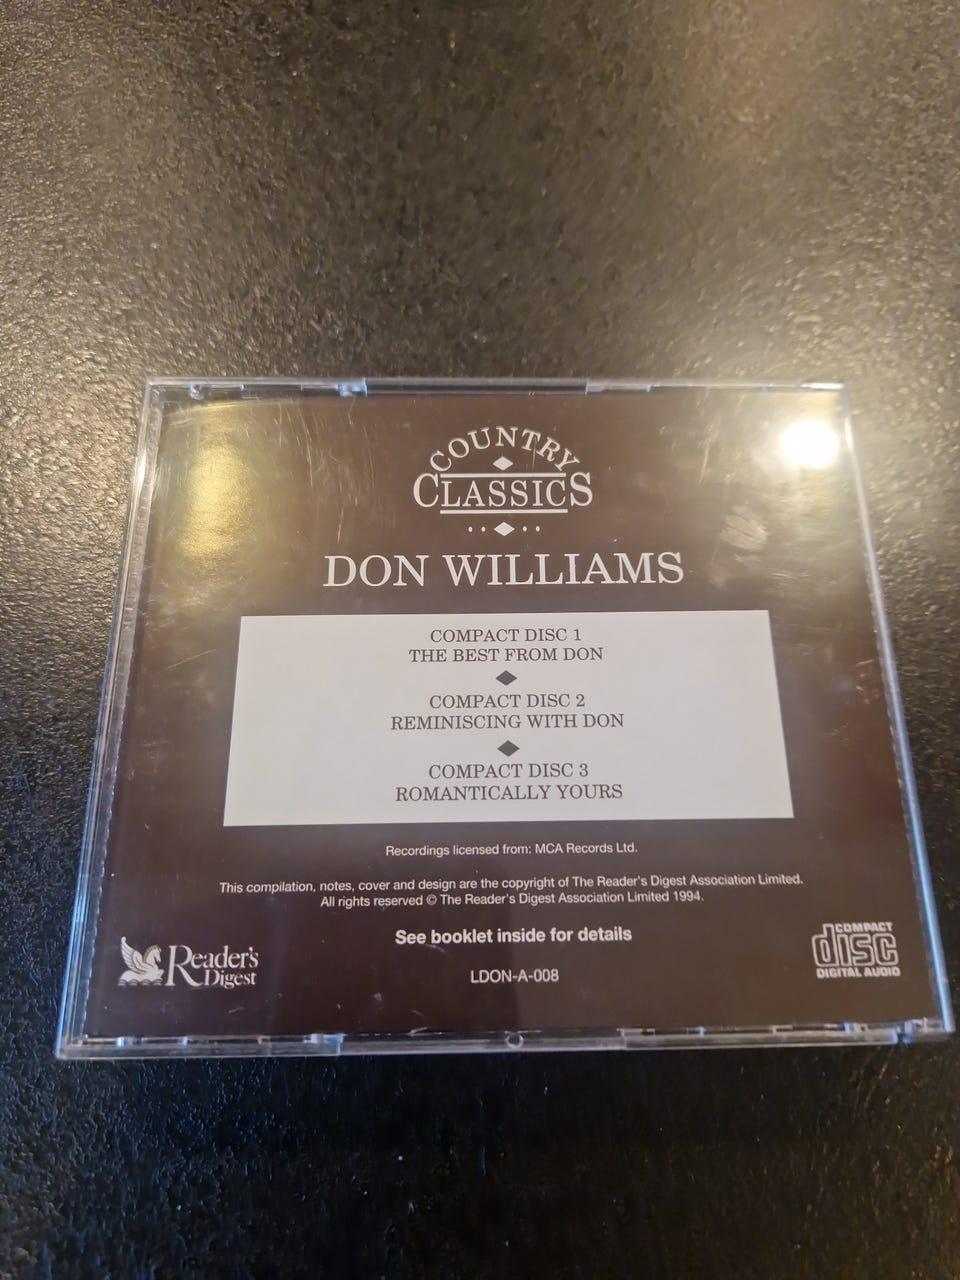 COUNTRY
CLASSICS
DON WILLIAMS
COMPACT DISC 1
THE BEST FROM DON
COMPACT DISC 2
REMINISCING WITH DON
COMPACT DISC 3
ROMANTICALLY YOURS
Recordings licensed from: MCA Records Ltd.
This compilation, notes, cover and design are the copyright of The Reader's Digest Association Limited.
All rights reserved © The Reader's Digest Association Limited 1994.
See booklet inside for details
Reader's
Digest
LDON-A-008
COMPACT
disc
DIGITAL AUDIO